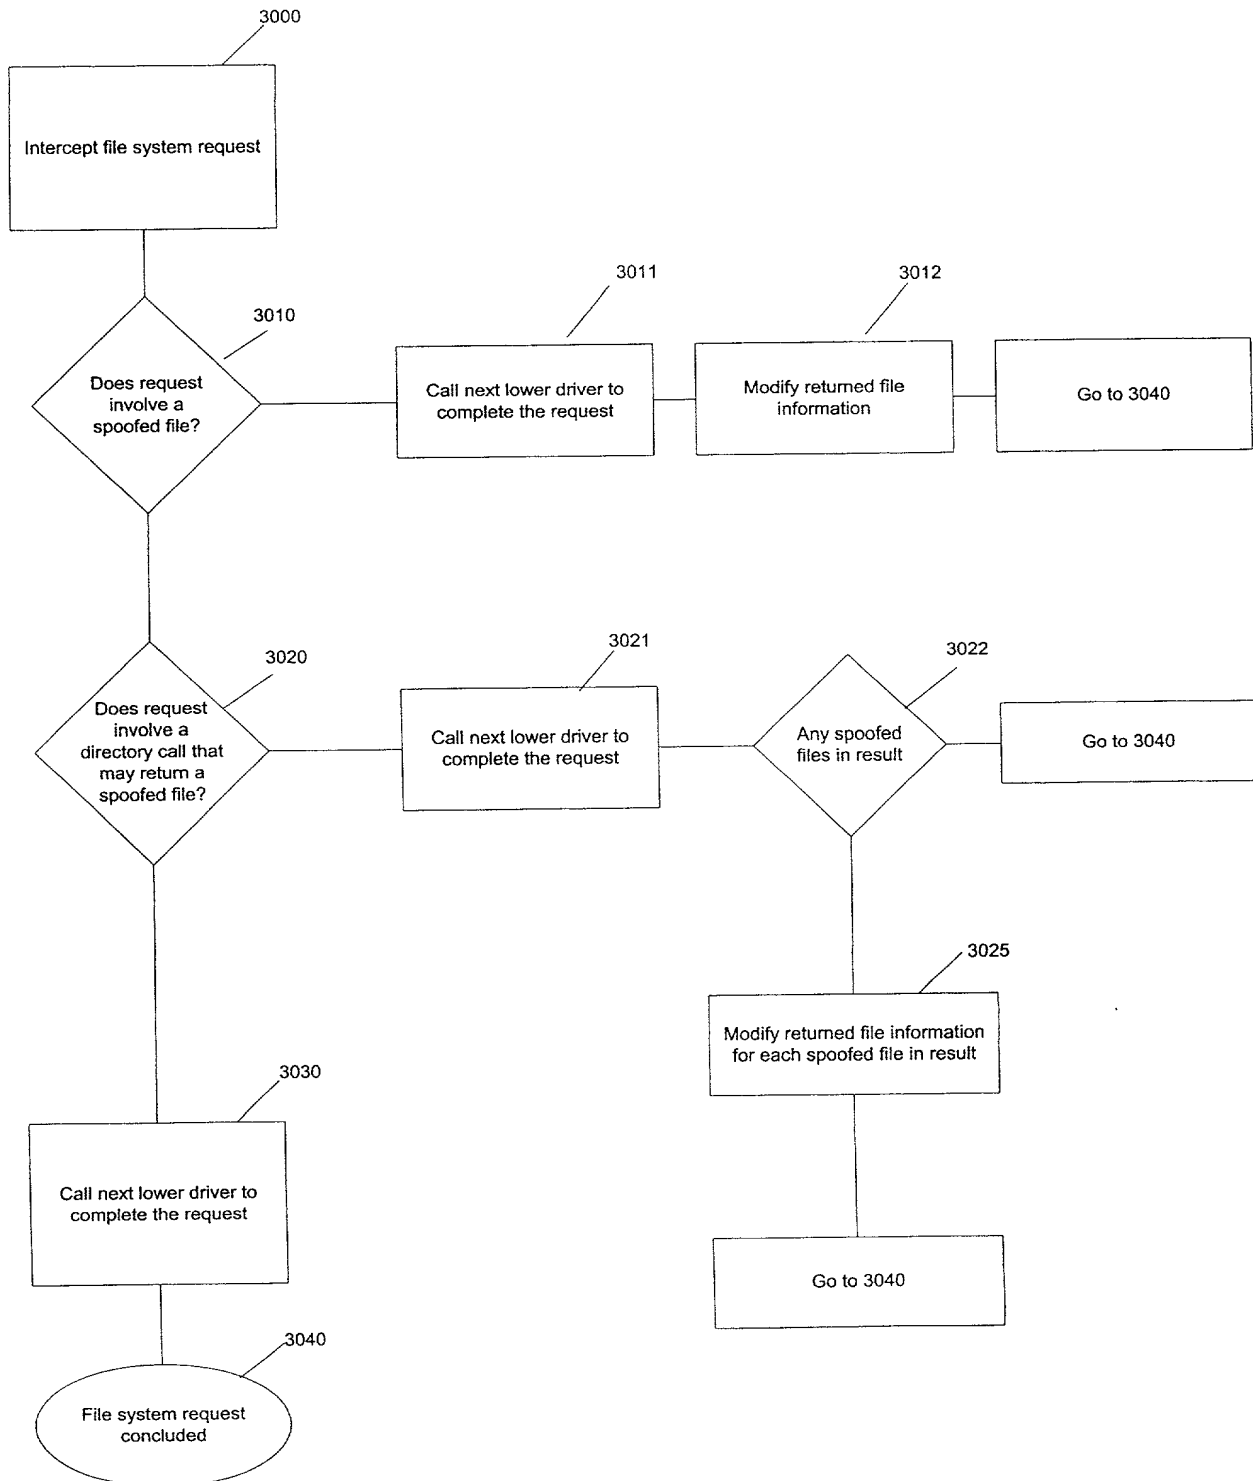 3000
Intercept file system request
3010
Does request
involve a
spoofed file?
3011
Call next lower driver to
complete the request
3012
Modify returned file
information
Go to 3040
3020
Does request
involve a
directory call that
may return a
spoofed file?
3021
Call next lower driver to
complete the request
3022
Any spoofed
files in result
Go to 3040
3025
Modify returned file information
for each spoofed file in result
Go to 3040
3030
Call next lower driver to
complete the request
3040
File system request
concluded